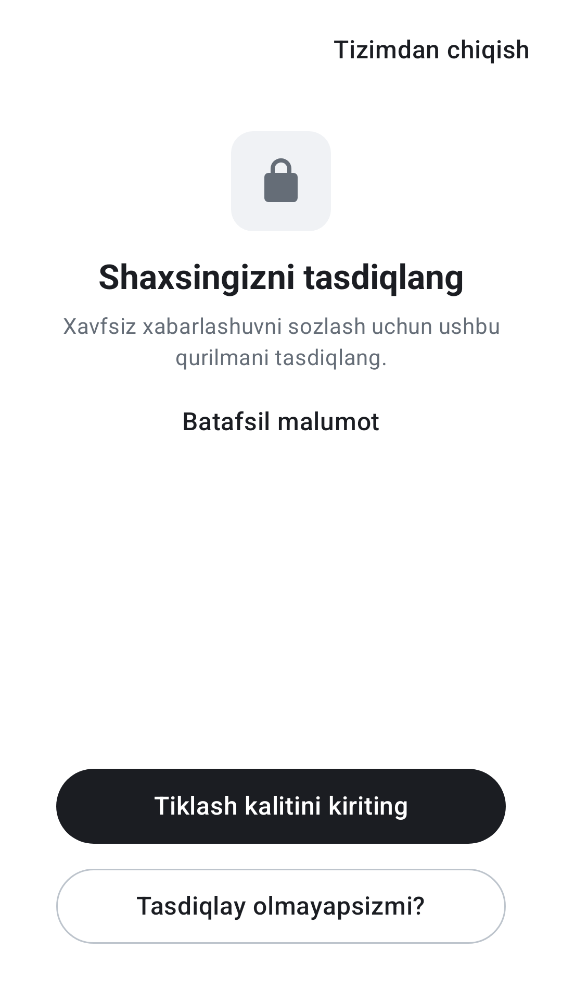 Tizimdan chiqish
Shaxsingizni tasdiqlang
Xavfsiz xabarlashuvni sozlash uchun ushbu
qurilmani tasdiqlang.
Batafsil malumot
Tiklash kalitini kiriting
Tasdiqlay olmayapsizmi?